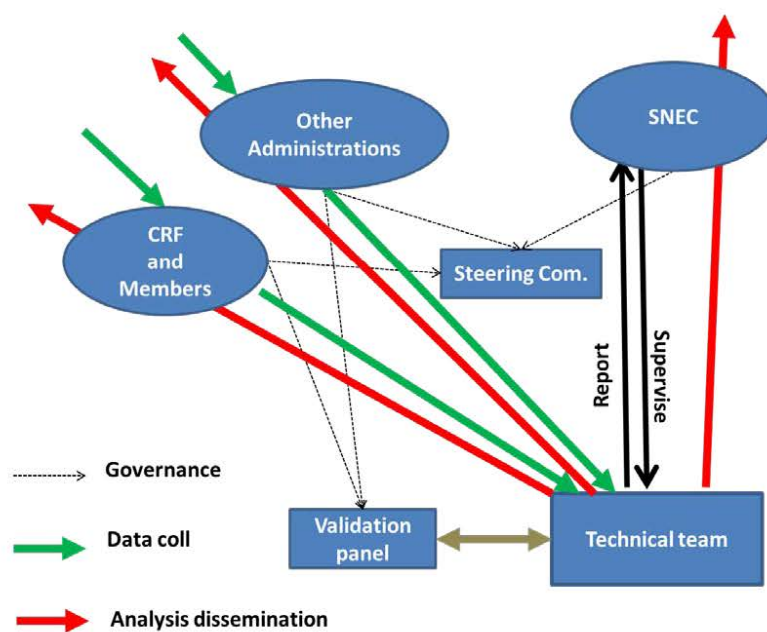 Other
Administrations
SNEC
CRF
and
Members
Steering Com.
Report
Supervise
Governance
Data coll
Analysis dissemination
Validation
panel
Technical team